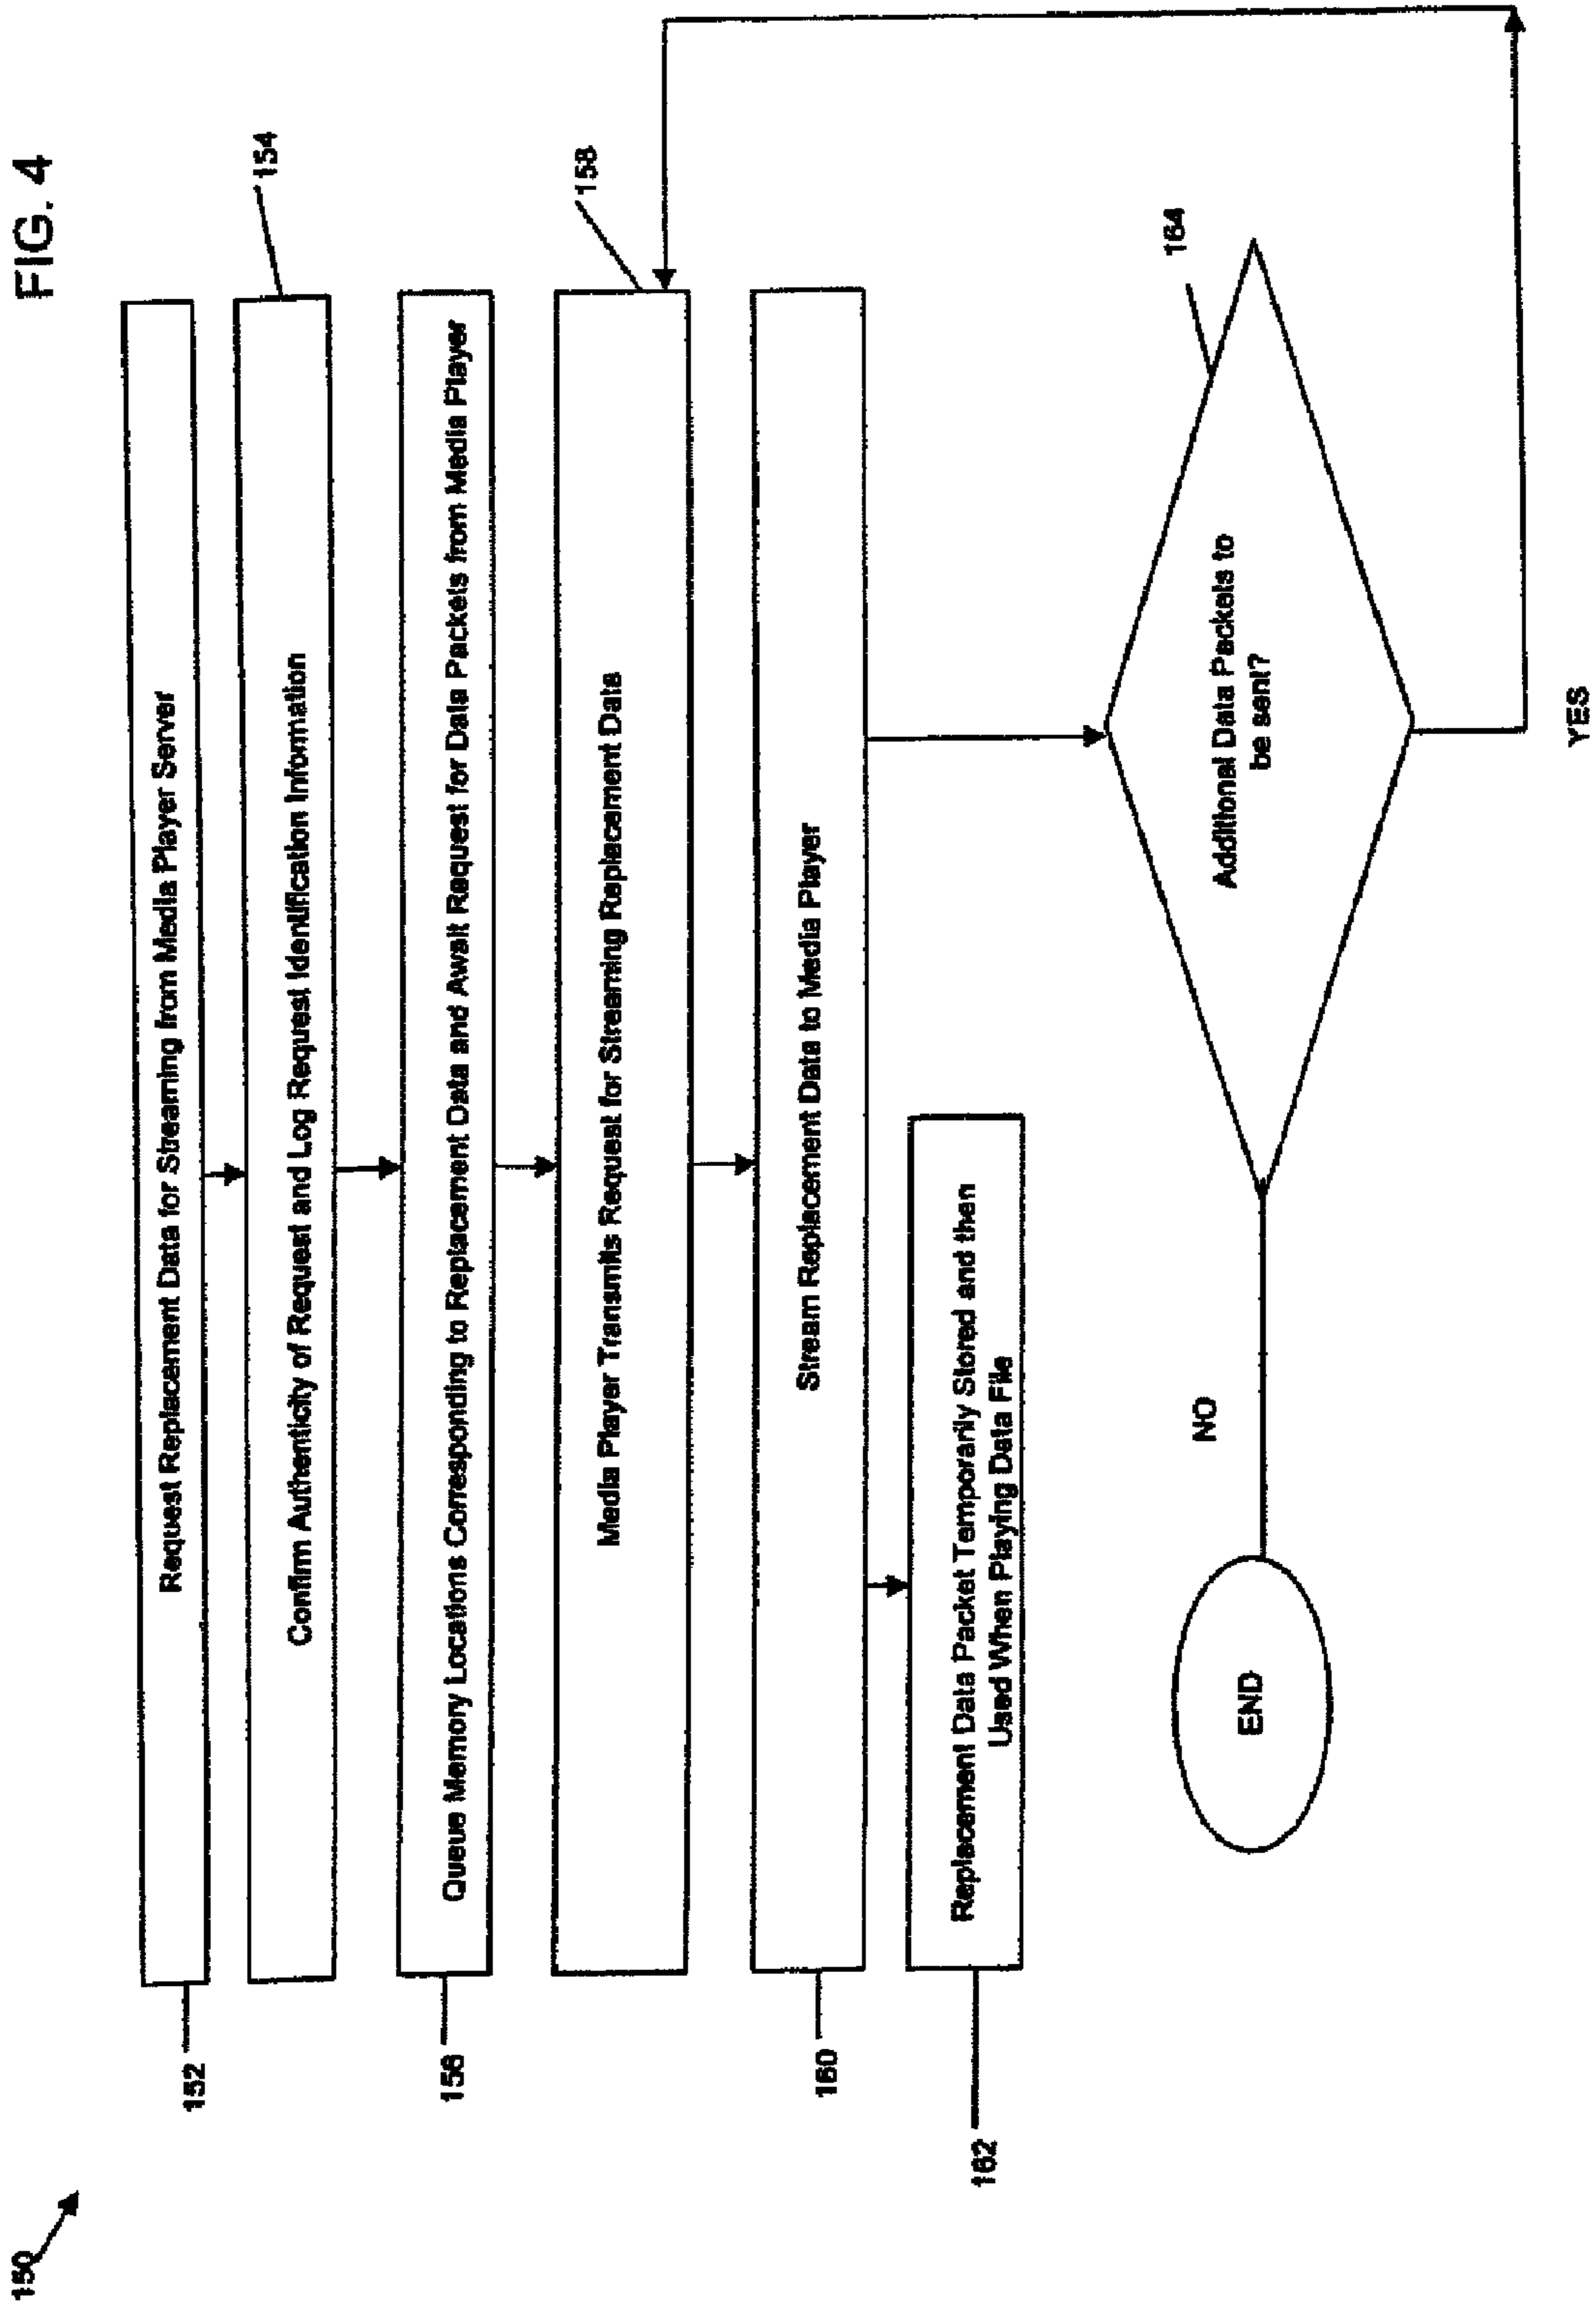 FIG. 4
150
152
Request Replacement Data for Streaming from Media Player Server
154
Confirm Authenticity of Request and Log Request Identification Information
156
Queue Memory Locations Corresponding to Replacement Data and Await Request for Data Packets from Media Player
158
Media Player Transmits Request for Streaming Replacement Data
160
Stream Replacement Data to Media Player
162
Replacement Data Packet Temporarily Stored and then
Used When Playing Data File
164
Additional Data Packets to
be sent?
NO
END
YES